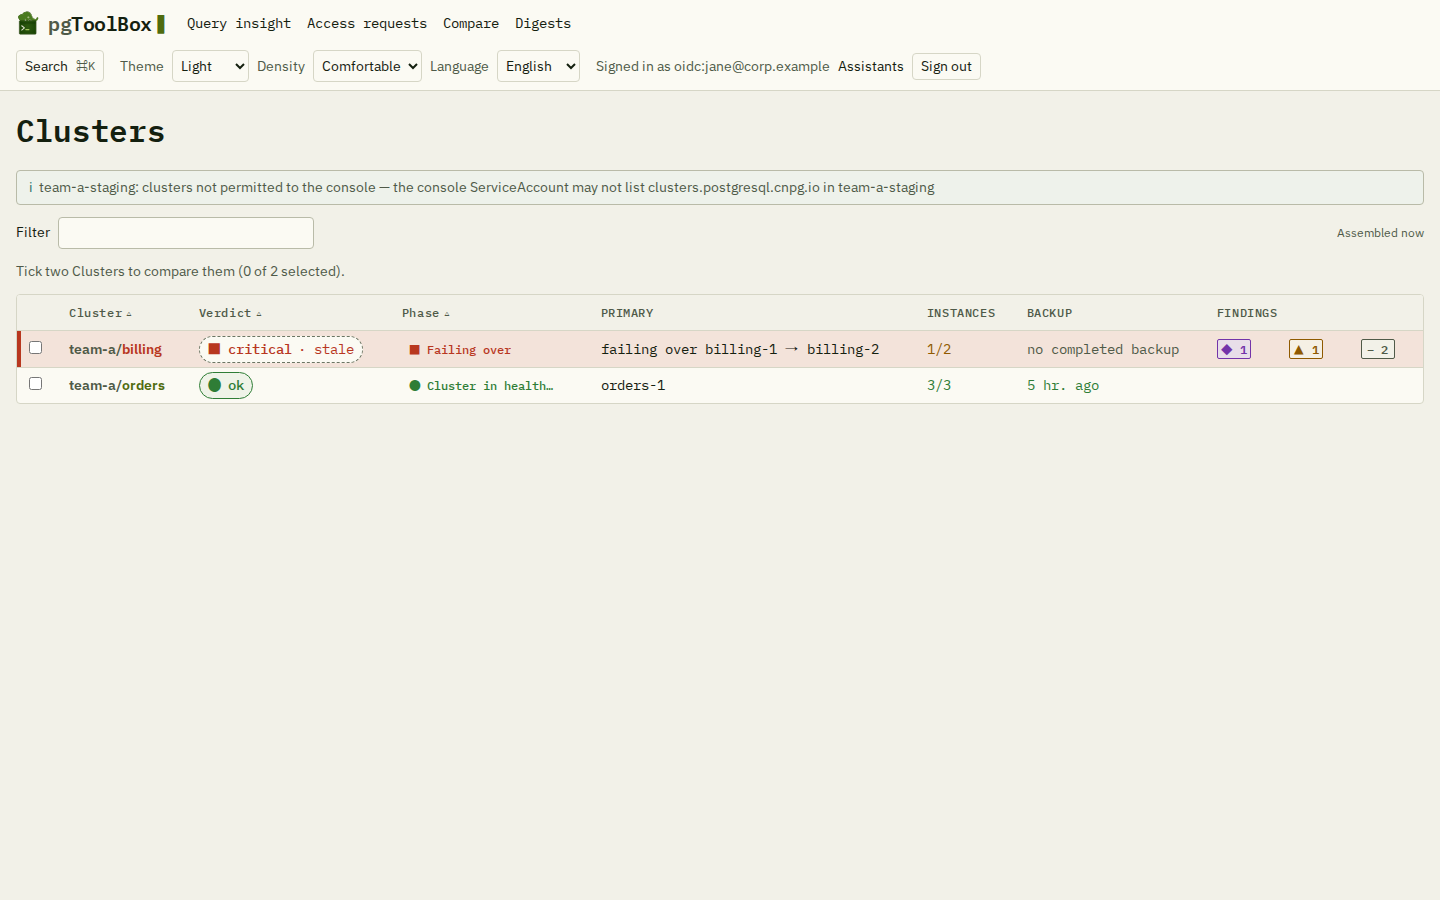 pgToolBox Query insight Access requests Compare Digests
Search ⌘K Theme Light Density Comfortable Language English Signed in as oidc:jane@corp.example Assistants Sign out
Clusters
i team-a-staging: clusters not permitted to the console — the console ServiceAccount may not list clusters.postgresql.cnpg.io in team-a-staging
Filter Assembled now
Tick two Clusters to compare them (0 of 2 selected).
Cluster ▵ Verdict ▵ Phase ▵ PRIMARY INSTANCES BACKUP FINDINGS
team-a/billing ■ critical · stale ■ Failing over failing over billing-1 → billing-2 1/2 no completed backup ◆ 1 ▲ 1 – 2
team-a/orders ● ok ● Cluster in health… orders-1 3/3 5 hr. ago